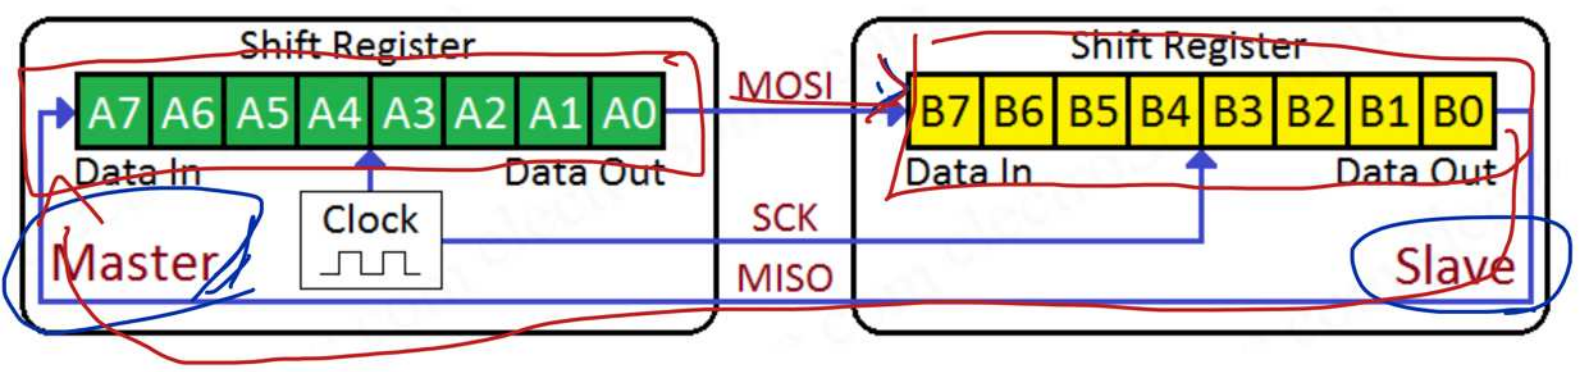 Shift Register
A7 A6 A5 A4 A3 A2 A1 A0
Data In
Data Out
Clock
Master
MOSI
SCK
MISO
Shift Register
B7 B6 B5 B4 B3 B2 B1 B0
Data In
Data Out
Slave